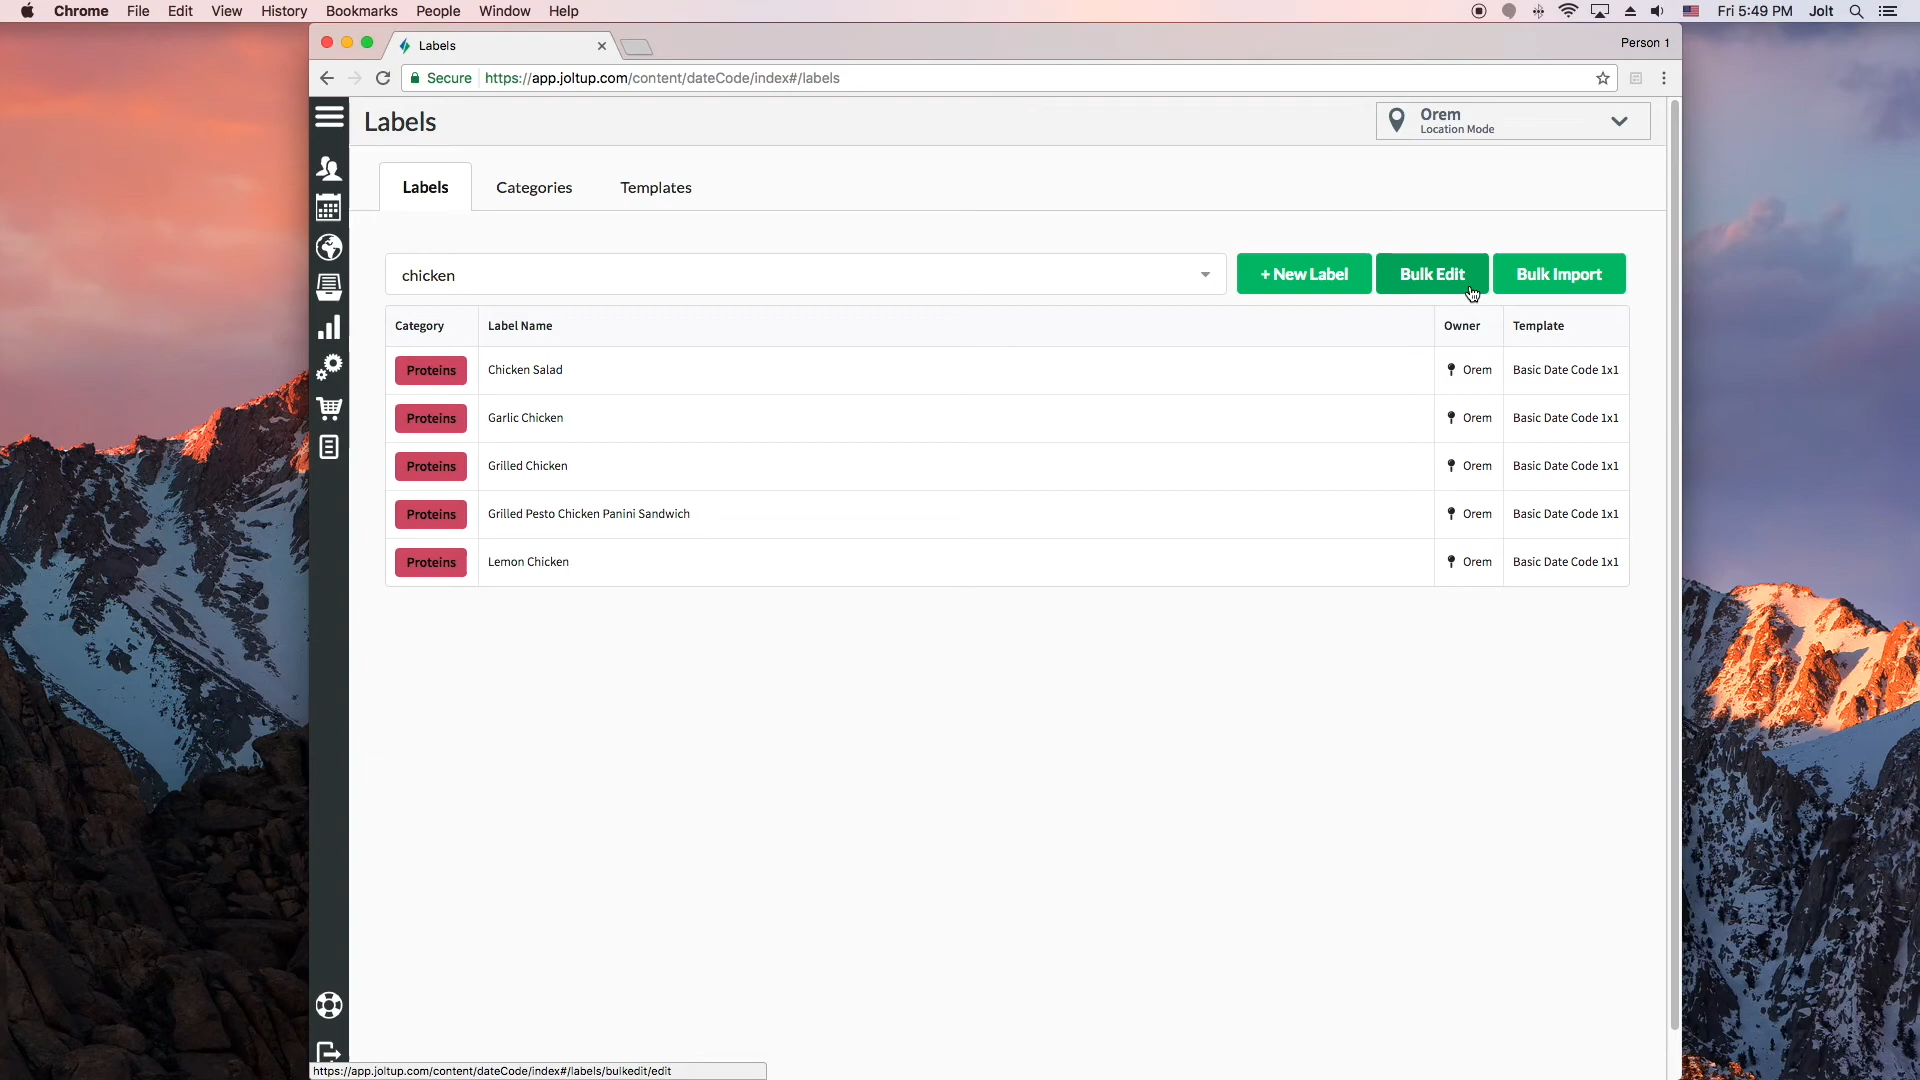 Chrome File Edit View History Bookmarks People Window Help Fri 5:49 PM Jolt
Labels Person 1
Secure https://app.joltup.com/content/dateCode/index#/labels
Labels
Orem
Location Mode
Labels Categories Templates
chicken + New Label Bulk Edit Bulk Import
Category Label Name Owner Template
Proteins Chicken Salad Orem Basic Date Code 1x1
Proteins Garlic Chicken Orem Basic Date Code 1x1
Proteins Grilled Chicken Orem Basic Date Code 1x1
Proteins Grilled Pesto Chicken Panini Sandwich Orem Basic Date Code 1x1
Proteins Lemon Chicken Orem Basic Date Code 1x1
https://app.joltup.com/content/dateCode/index#/labels/bulkedit/edit